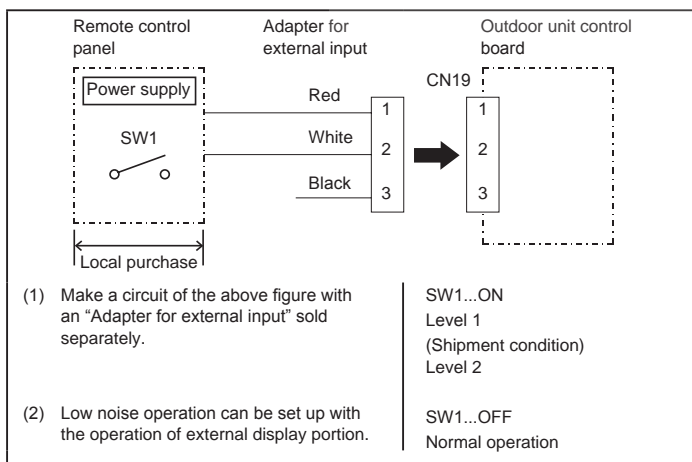 Remote control
panel
Adapter for
external input
Outdoor unit control
board
Power supply
SW1
Red
White
Black
1
2
3
CN19
1
2
3
Local purchase
(1) Make a circuit of the above figure with
an “Adapter for external input” sold
separately.
SW1...ON
Level 1
(Shipment condition)
Level 2
(2) Low noise operation can be set up with
the operation of external display portion.
SW1...OFF
Normal operation